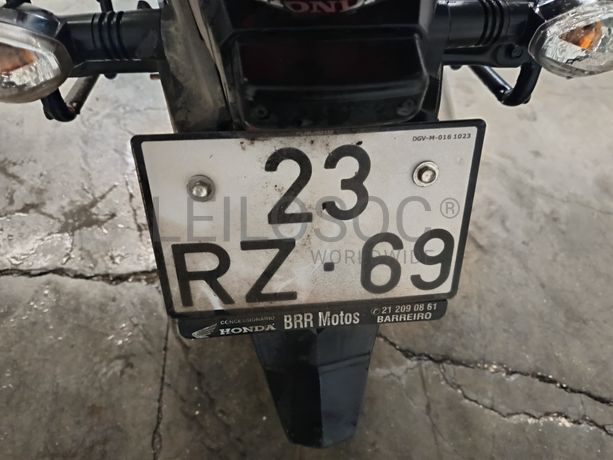 HONDA
DGV-M-016 1023
23
LEILOSOC®
WORLDWIDE
RZ·69
CONCESSIONÁRIO
HONDA
BRR Motos
✆21 209 08 61
BARREIRO